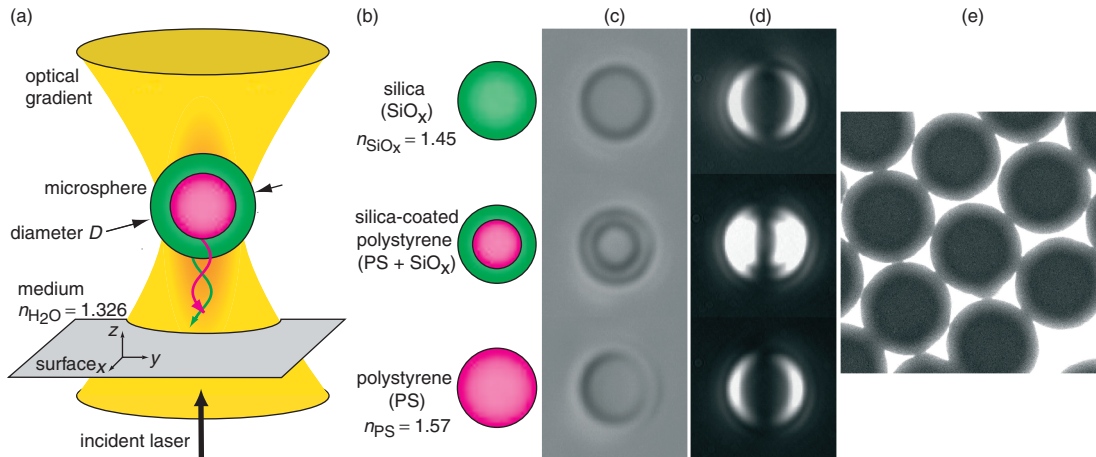 (a)
optical
gradient
microsphere
diameter D
medium
nH2O = 1.326
z
y
surface x
incident laser
(b)
silica
(SiOx)
nSiOx = 1.45
silica-coated
polystyrene
(PS + SiOx)
polystyrene
(PS)
nPS = 1.57
(c)
(d)
(e)